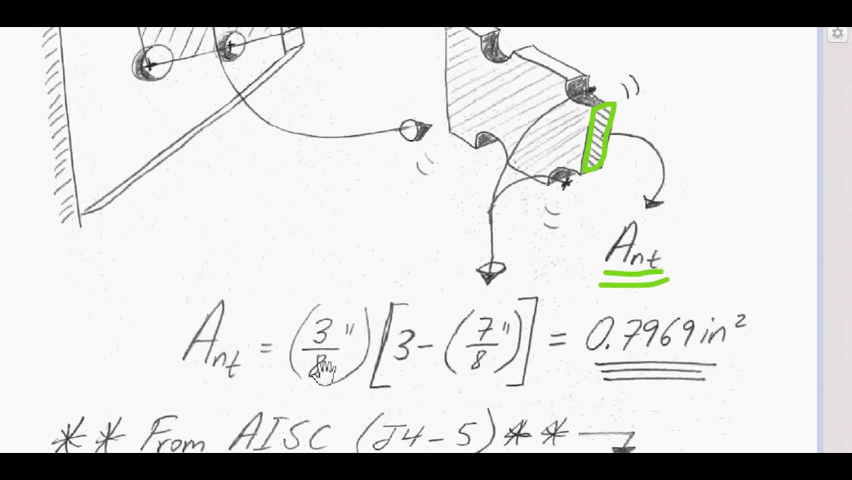 Ant
Ant = (3"/8) [3 - (7"/8)] = 0.7969 in²
** From AISC (J4-5) **